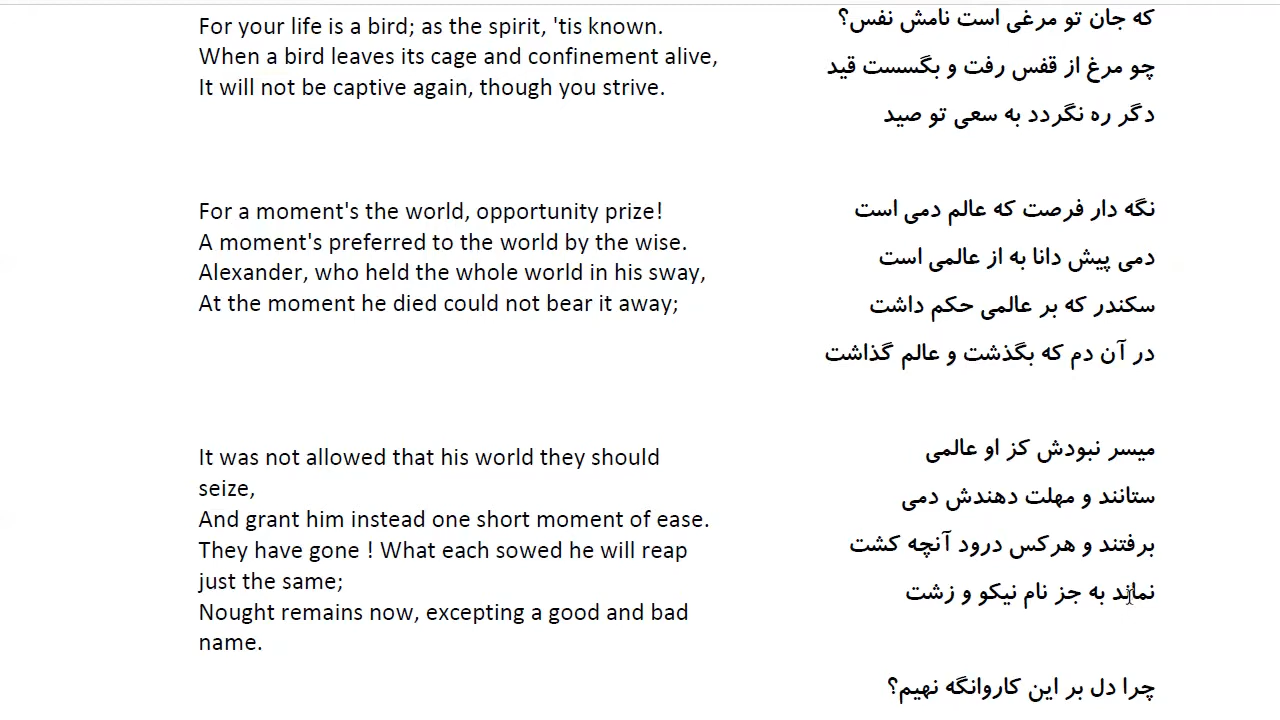 For your life is a bird; as the spirit, 'tis known.
When a bird leaves its cage and confinement alive,
It will not be captive again, though you strive.
که جان تو مرغی است نامش نفس؟
چو مرغ از قفس رفت و بگسست قید
دگر ره نگردد به سعی تو صید
For a moment's the world, opportunity prize!
A moment's preferred to the world by the wise.
Alexander, who held the whole world in his sway,
At the moment he died could not bear it away;
نگه دار فرصت که عالم دمی است
دمی پیش دانا به از عالمی است
سکندر که بر عالمی حکم داشت
در آن دم که بگذشت و عالم گذاشت
It was not allowed that his world they should
seize,
And grant him instead one short moment of ease.
They have gone ! What each sowed he will reap
just the same;
Nought remains now, excepting a good and bad
name.
میسر نبودش کز او عالمی
ستانند و مهلت دهندش دمی
برفتند و هرکس درود آنچه کشت
نماند به جز نام نیکو و زشت
چرا دل بر این کاروانگه نهیم؟